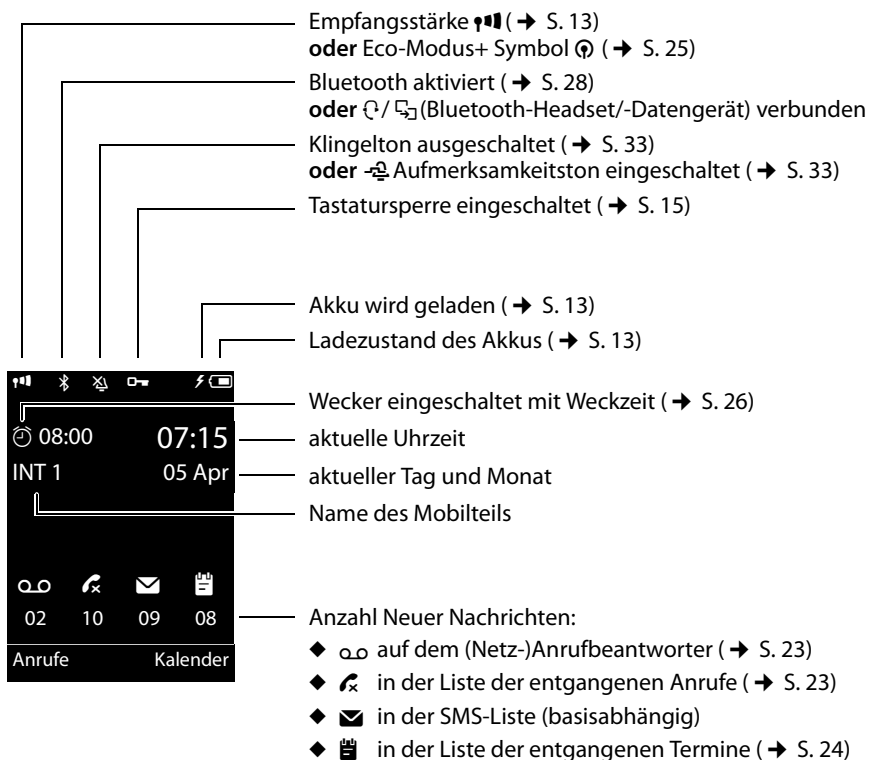 Empfangsstärke ( ➔ S. 13)
oder Eco-Modus+ Symbol ( ➔ S. 25)
Bluetooth aktiviert ( ➔ S. 28)
oder / (Bluetooth-Headset/-Datengerät) verbunden
Klingelton ausgeschaltet ( ➔ S. 33)
oder Aufmerksamkeitston eingeschaltet ( ➔ S. 33)
Tastatursperre eingeschaltet ( ➔ S. 15)
Akku wird geladen ( ➔ S. 13)
Ladezustand des Akkus ( ➔ S. 13)
Wecker eingeschaltet mit Weckzeit ( ➔ S. 26)
08:00 07:15
aktuelle Uhrzeit
INT 1 05 Apr
aktueller Tag und Monat
Name des Mobilteils
02 10 09 08
Anrufe Kalender
Anzahl Neuer Nachrichten:
◆ auf dem (Netz-)Anrufbeantworter ( ➔ S. 23)
◆ in der Liste der entgangenen Anrufe ( ➔ S. 23)
◆ in der SMS-Liste (basisabhängig)
◆ in der Liste der entgangenen Termine ( ➔ S. 24)